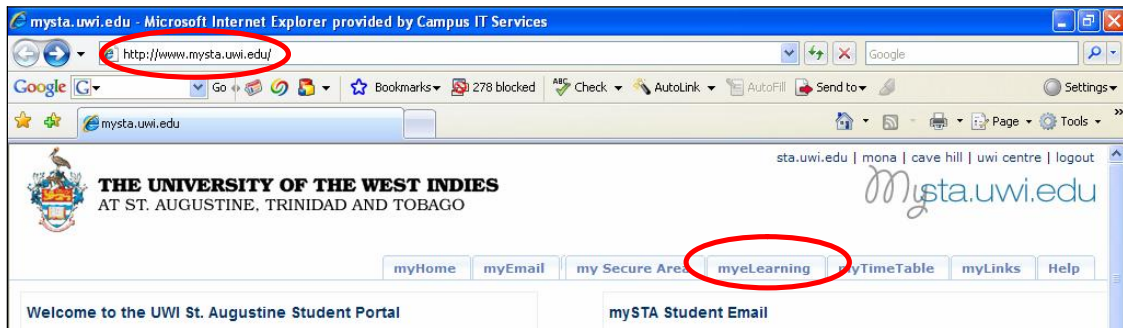 mysta.uwi.edu - Microsoft Internet Explorer provided by Campus IT Services
http://www.mysta.uwi.edu/
Google
Google G Go Bookmarks 278 blocked ABC Check AutoLink AutoFill Send to Settings
mysta.uwi.edu Page Tools »
sta.uwi.edu | mona | cave hill | uwi centre | logout
THE UNIVERSITY OF THE WEST INDIES
AT ST. AUGUSTINE, TRINIDAD AND TOBAGO
Mysta.uwi.edu
myHome myEmail my Secure Area myeLearning myTimeTable myLinks Help
Welcome to the UWI St. Augustine Student Portal mySTA Student Email